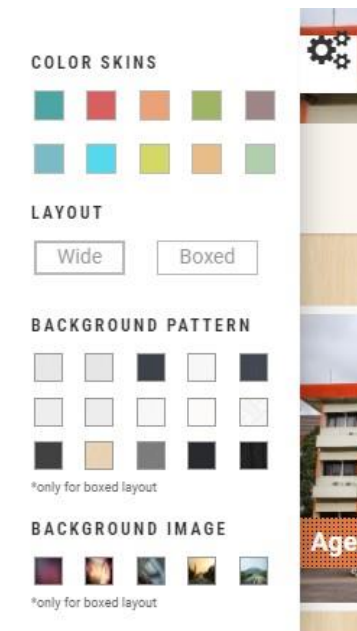 COLOR SKINS
LAYOUT
Wide Boxed
BACKGROUND PATTERN
*only for boxed layout
BACKGROUND IMAGE
*only for boxed layout
Age